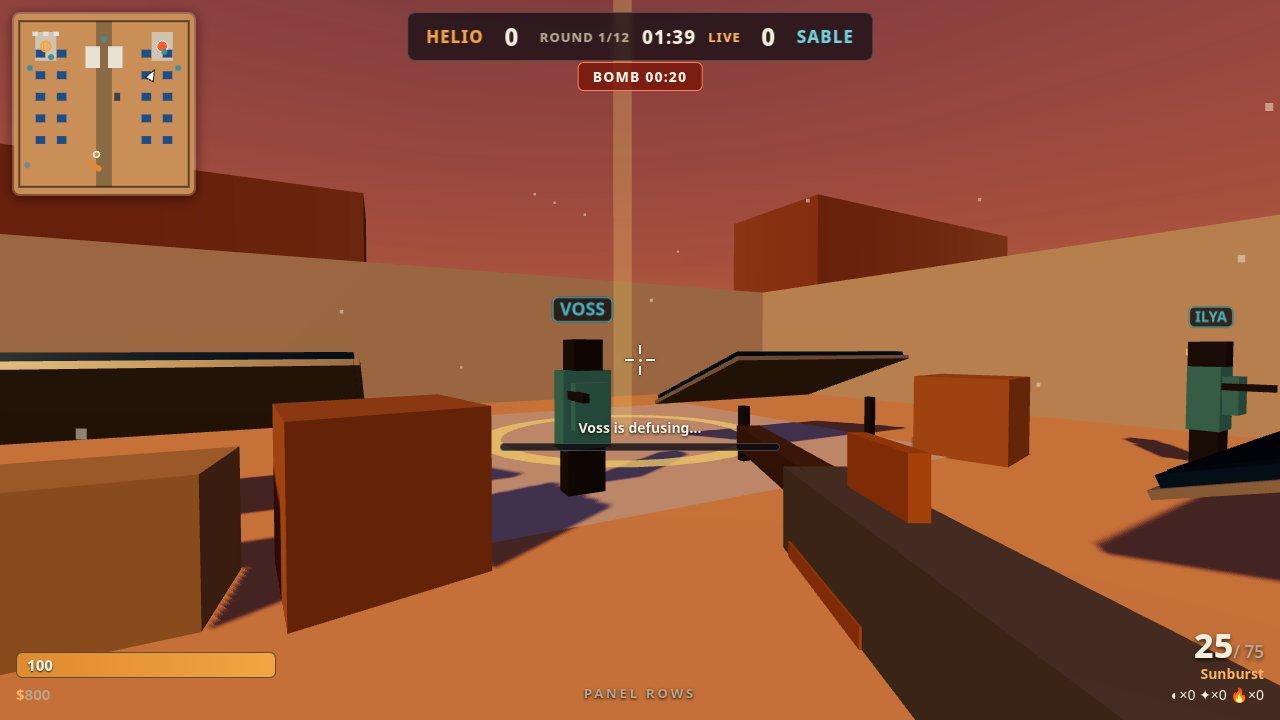 HELIO 0 ROUND 1/12 01:39 LIVE 0 SABLE
BOMB 00:20
VOSS
ILYA
Voss is defusing...
100
$800
PANEL ROWS
25 / 75
Sunburst
×0 ✦×0 🔥×0